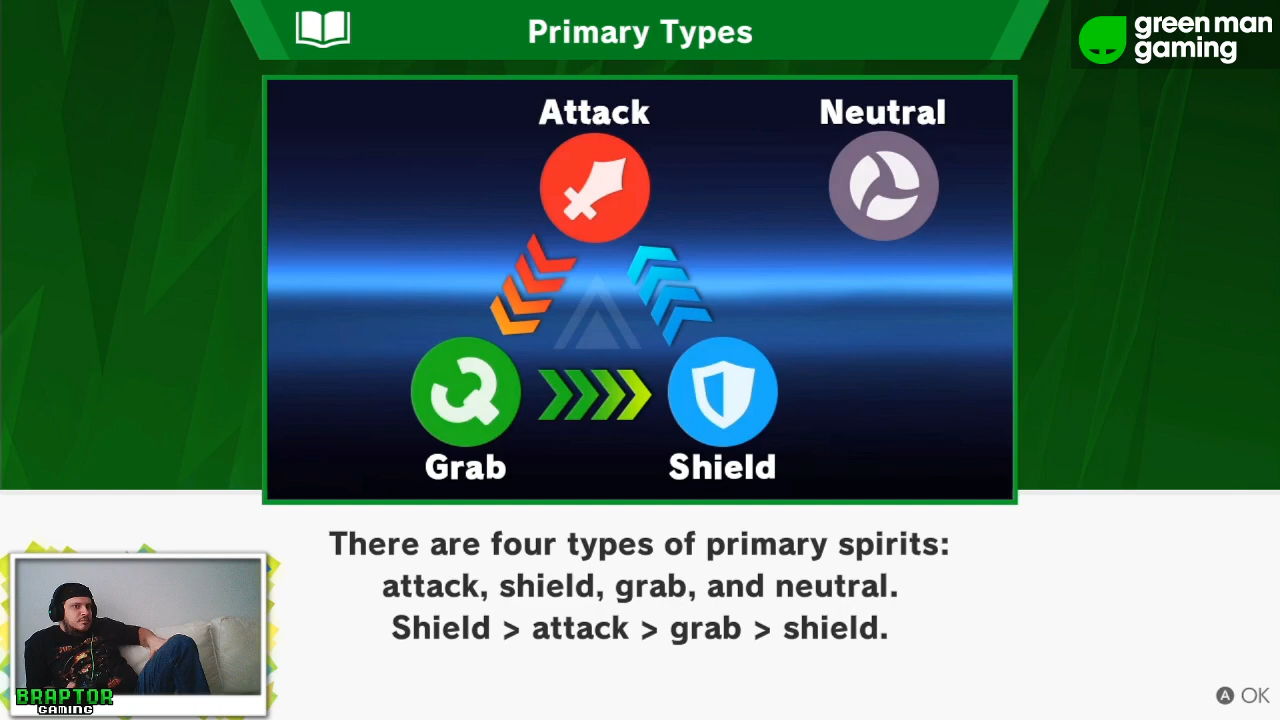 Primary Types
green man
gaming
Attack
Neutral
Grab
Shield
There are four types of primary spirits:
attack, shield, grab, and neutral.
Shield > attack > grab > shield.
BRAPTOR
GAMING
A OK